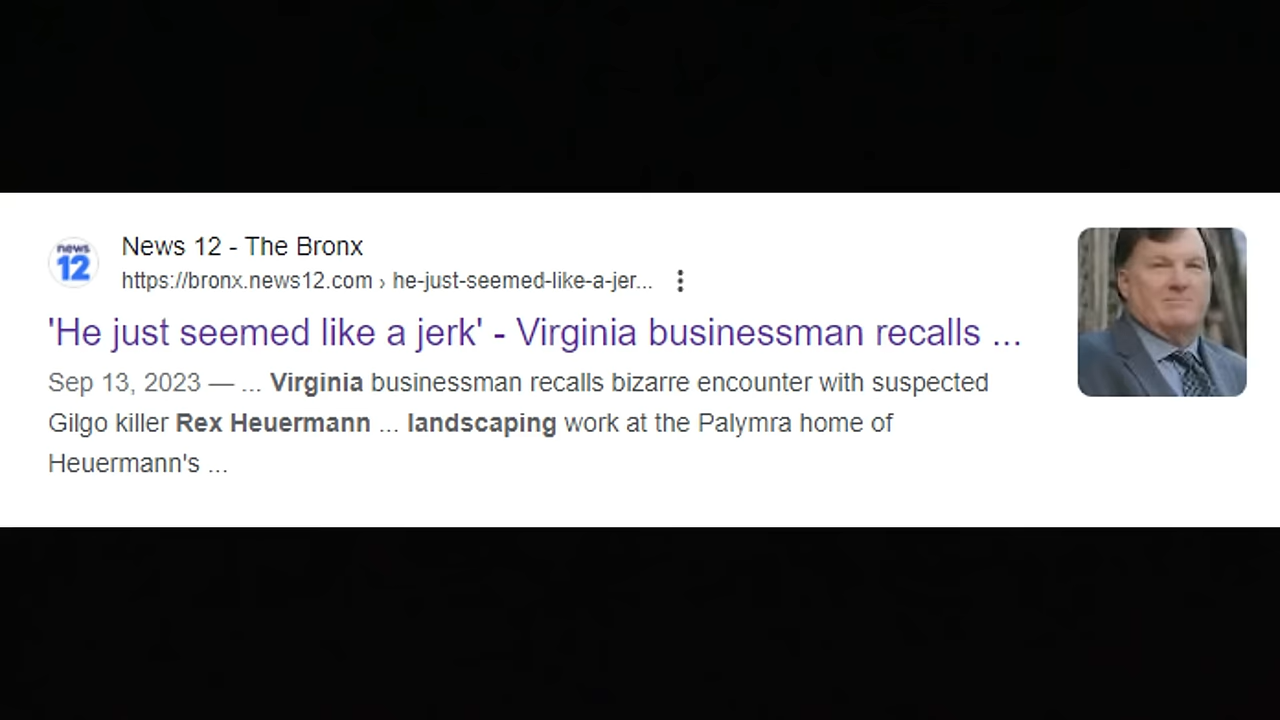 news
12
News 12 - The Bronx
https://bronx.news12.com › he-just-seemed-like-a-jer...
'He just seemed like a jerk' - Virginia businessman recalls ...
Sep 13, 2023 — ... Virginia businessman recalls bizarre encounter with suspected
Gilgo killer Rex Heuermann ... landscaping work at the Palymra home of
Heuermann's ...